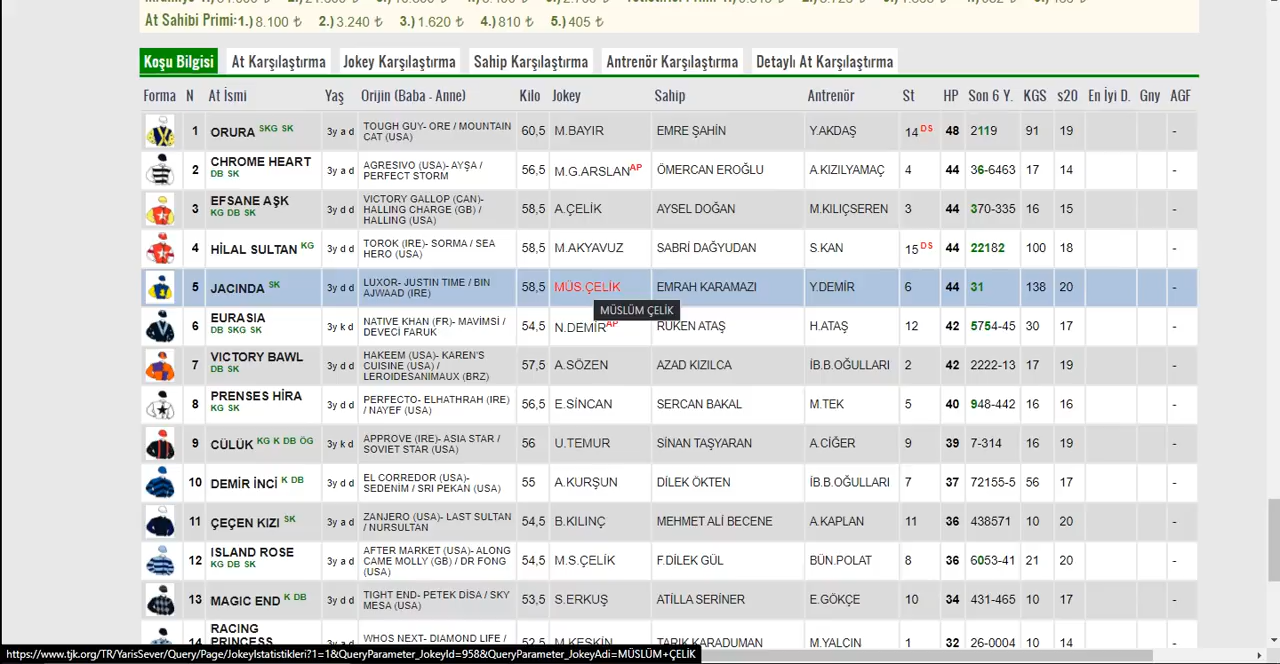 At Sahibi Primi:1.) 8.100 ₺ 2.) 3.240 ₺ 3.) 1.620 ₺ 4.) 810 ₺ 5.) 405 ₺
Koşu Bilgisi At Karşılaştırma Jokey Karşılaştırma Sahip Karşılaştırma Antrenör Karşılaştırma Detaylı At Karşılaştırma
Forma N At İsmi Yaş Orijin (Baba - Anne) Kilo Jokey Sahip Antrenör St HP Son 6 Y. KGS s20 En İyi D. Gny AGF
1 ORURA SKG SK 3y a d TOUGH GUY- ORE / MOUNTAIN CAT (USA) 60,5 M.BAYIR EMRE ŞAHİN Y.AKDAŞ 14 DS 48 2119 91 19 -
2 CHROME HEART DB SK 3y a d AGRESIVO (USA)- AYŞA / PERFECT STORM 56,5 M.G.ARSLAN AP ÖMERCAN EROĞLU A.KIZILYAMAÇ 4 44 36-6463 17 14 -
3 EFSANE AŞK KG DB SK 3y d d VICTORY GALLOP (CAN)- HALLING CHARGE (GB) / HALLING (USA) 58,5 A.ÇELİK AYSEL DOĞAN M.KILIÇSEREN 3 44 370-335 16 15 -
4 HİLAL SULTAN KG 3y d d TOROK (IRE)- SORMA / SEA HERO (USA) 58,5 M.AKYAVUZ SABRİ DAĞYUDAN S.KAN 15 DS 44 22182 100 18 -
5 JACINDA SK 3y d d LUXOR- JUSTIN TIME / BIN AJWAAD (IRE) 58,5 MÜS.ÇELİK EMRAH KARAMAZI Y.DEMİR 6 44 31 138 20 -
MÜSLÜM ÇELİK
6 EURASIA DB SKG SK 3y k d NATIVE KHAN (FR)- MAVİMSİ / DEVECİ FARUK 54,5 N.DEMİR AP RUKEN ATAŞ H.ATAŞ 12 42 5754-45 30 17 -
7 VICTORY BAWL DB SK 3y d d HAKEEM (USA)- KAREN'S CUISINE (USA) / LEROIDESANIMAUX (BRZ) 57,5 A.SÖZEN AZAD KIZILCA İB.B.OĞULLARI 2 42 2222-13 17 19 -
8 PRENSES HİRA KG SK 3y d d PERFECTO- ELHATHRAH (IRE) / NAYEF (USA) 56,5 E.SİNCAN SERCAN BAKAL M.TEK 5 40 948-442 16 16 -
9 CÜLÜK KG K DB ÖG 3y k d APPROVE (IRE)- ASIA STAR / SOVIET STAR (USA) 56 U.TEMUR SİNAN TAŞYARAN A.CİĞER 9 39 7-314 16 19 -
10 DEMİR İNCİ K DB 3y d d EL CORREDOR (USA)- SEDENIM / SRI PEKAN (USA) 55 A.KURŞUN DİLEK ÖKTEN İB.B.OĞULLARI 7 37 72155-5 56 17 -
11 ÇEÇEN KIZI SK 3y a d ZANJERO (USA)- LAST SULTAN / NURSULTAN 54,5 B.KILINÇ MEHMET ALİ BECENE A.KAPLAN 11 36 438571 10 20 -
12 ISLAND ROSE KG DB SK 3y d d AFTER MARKET (USA)- ALONG CAME MOLLY (GB) / DR FONG (USA) 54,5 M.S.ÇELİK F.DİLEK GÜL BÜN.POLAT 8 36 6053-41 21 20 -
13 MAGIC END K DB 3y d d TIGHT END- PETEK DİSA / SKY MESA (USA) 53,5 S.ERKUŞ ATİLLA SERİNER E.GÖKÇE 10 34 431-465 10 17 -
14 RACING PRINCESS 3y a d WHOS NEXT- DIAMOND LIFE / 52,5 M.KESKİN TARIK KARADUMAN M.YALÇIN 1 32 26-0004 10 14 -
https://www.tjk.org/TR/YarisSever/Query/Page/JokeyIstatistikleri?1=1&QueryParameter_JokeyId=958&QueryParameter_JokeyAdi=MÜSLÜM+ÇELİK